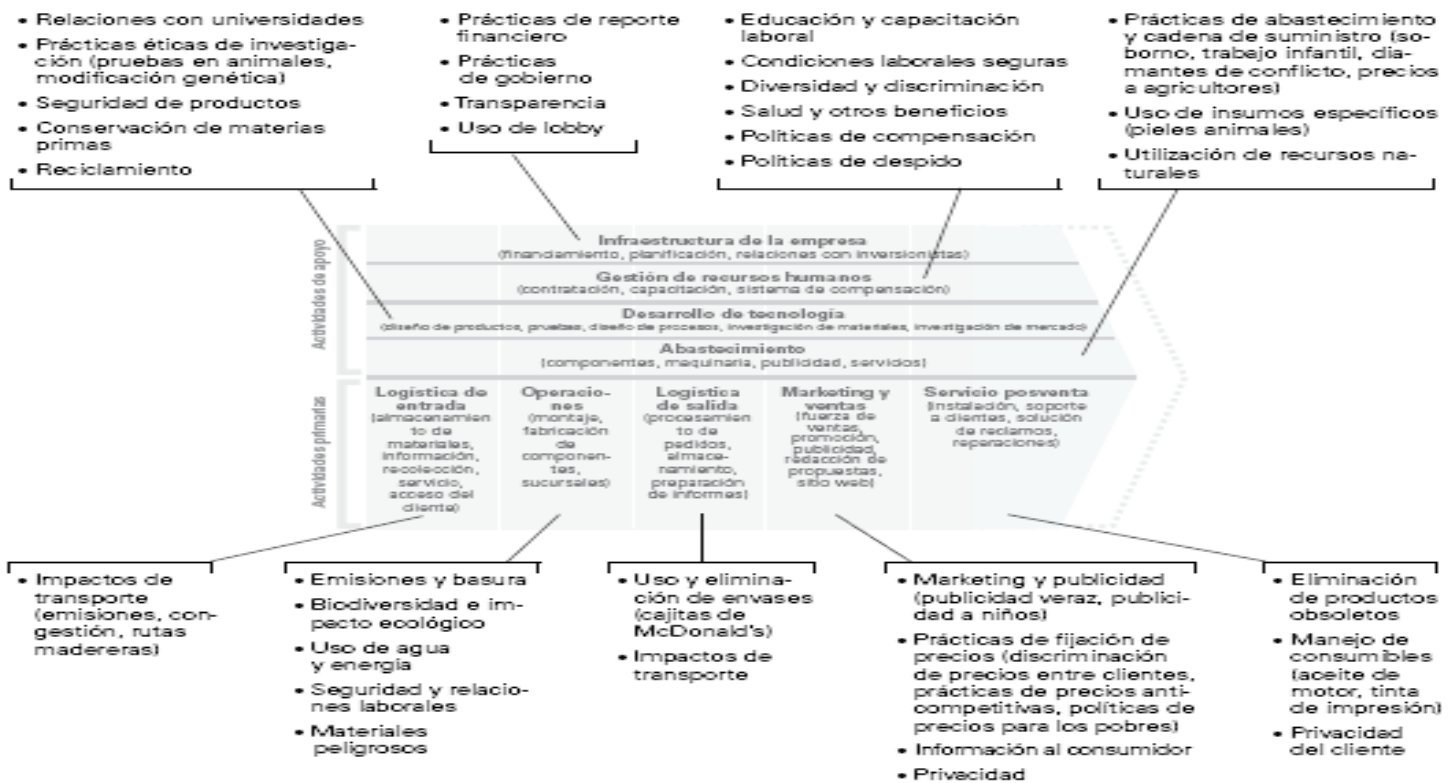 • Relaciones con universidades
• Prácticas éticas de investiga-
ción (pruebas en animales,
modificación genética)
• Seguridad de productos
• Conservación de materias
primas
• Reciclamiento
• Prácticas de reporte
financiero
• Prácticas
de gobierno
• Transparencia
• Uso de lobby
• Educación y capacitación
laboral
• Condiciones laborales seguras
• Diversidad y discriminación
• Salud y otros beneficios
• Políticas de compensación
• Políticas de despido
• Prácticas de abastecimiento
y cadena de suministro (so-
borno, trabajo infantil, dia-
mantes de conflicto, precios
a agricultores)
• Uso de insumos específicos
(pieles animales)
• Utilización de recursos na-
turales
Actividades de apoyo
Infraestructura de la empresa
(financiamiento, planificación, relaciones con inversionistas)
Gestión de recursos humanos
(contratación, capacitación, sistema de compensación)
Desarrollo de tecnología
(diseño de productos, pruebas, diseño de procesos, investigación de materiales, investigación de mercado)
Abastecimiento
(componentes, maquinaria, publicidad, servicios)
Actividades primarias
Logística de
entrada
(almacenamien
to de
materiales,
información,
recolección,
servicio,
acceso del
cliente)
Operacio-
nes
(montaje,
fabricación
de
componen-
tes,
sucursales)
Logística
de salida
(procesamien
to de
pedidos,
almace-
namiento,
preparación
de informes)
Marketing y
ventas
(fuerza de
ventas,
promoción,
publicidad,
redacción de
propuestas,
sitio web)
Servicio posventa
(instalación, soporte
a clientes, solución
de reclamos,
reparaciones)
• Impactos de
transporte
(emisiones, con-
gestión, rutas
madereras)
• Emisiones y basura
• Biodiversidad e im-
pacto ecológico
• Uso de agua
y energía
• Seguridad y relacio-
nes laborales
• Materiales
peligrosos
• Uso y elimina-
ción de envases
(cajitas de
McDonald's)
• Impactos de
transporte
• Marketing y publicidad
(publicidad veraz, publici-
dad a niños)
• Prácticas de fijación de
precios (discriminación
de precios entre clientes,
prácticas de precios anti-
competitivas, políticas de
precios para los pobres)
• Información al consumidor
• Privacidad
• Eliminación
de productos
obsoletos
• Manejo de
consumibles
(aceite de
motor, tinta
de impresión)
• Privacidad
del cliente